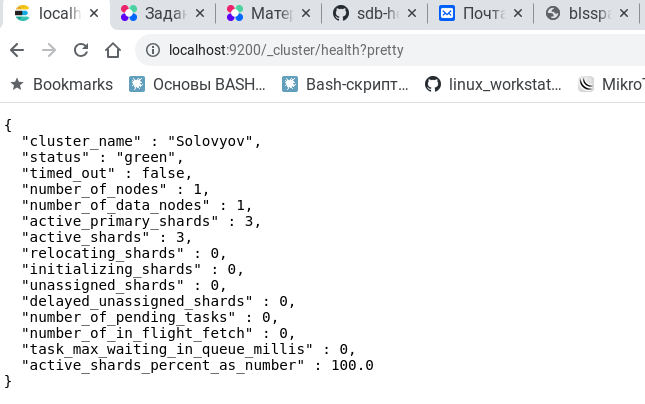 localh
Задан
Матер
sdb-ho
Почта
blsspa
localhost:9200/_cluster/health?pretty
Bookmarks
Основы BASH...
Bash-скрипт...
linux_workstat...
MikroT
{
"cluster_name" : "Solovyov",
"status" : "green",
"timed_out" : false,
"number_of_nodes" : 1,
"number_of_data_nodes" : 1,
"active_primary_shards" : 3,
"active_shards" : 3,
"relocating_shards" : 0,
"initializing_shards" : 0,
"unassigned_shards" : 0,
"delayed_unassigned_shards" : 0,
"number_of_pending_tasks" : 0,
"number_of_in_flight_fetch" : 0,
"task_max_waiting_in_queue_millis" : 0,
"active_shards_percent_as_number" : 100.0
}